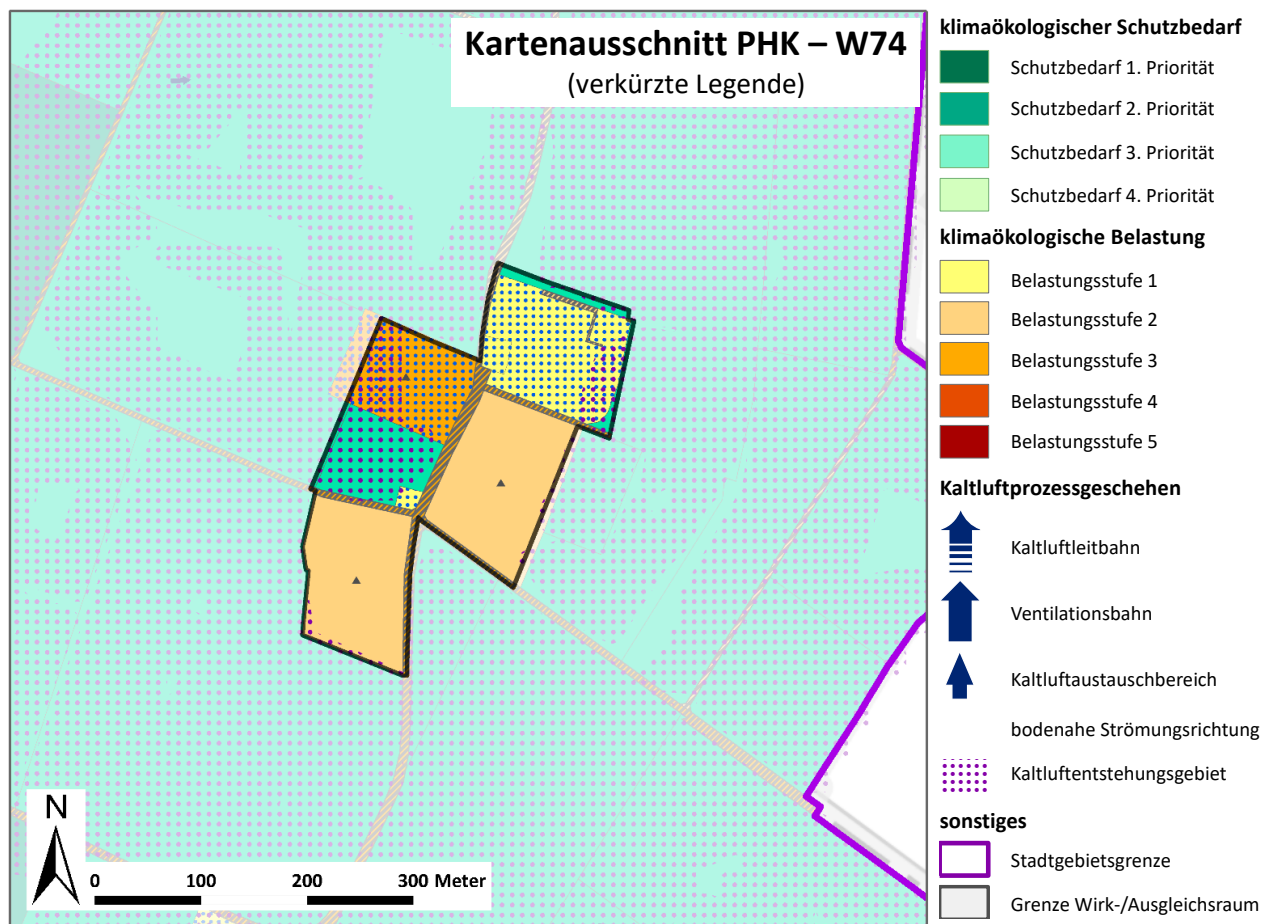 Kartenausschnitt PHK – W74
(verkürzte Legende)
N
0 100 200 300 Meter
klimaökologischer Schutzbedarf
Schutzbedarf 1. Priorität
Schutzbedarf 2. Priorität
Schutzbedarf 3. Priorität
Schutzbedarf 4. Priorität
klimaökologische Belastung
Belastungsstufe 1
Belastungsstufe 2
Belastungsstufe 3
Belastungsstufe 4
Belastungsstufe 5
Kaltluftprozessgeschehen
Kaltluftleitbahn
Ventilationsbahn
Kaltluftaustauschbereich
bodenahe Strömungsrichtung
Kaltluftentstehungsgebiet
sonstiges
Stadtgebietsgrenze
Grenze Wirk-/Ausgleichsraum